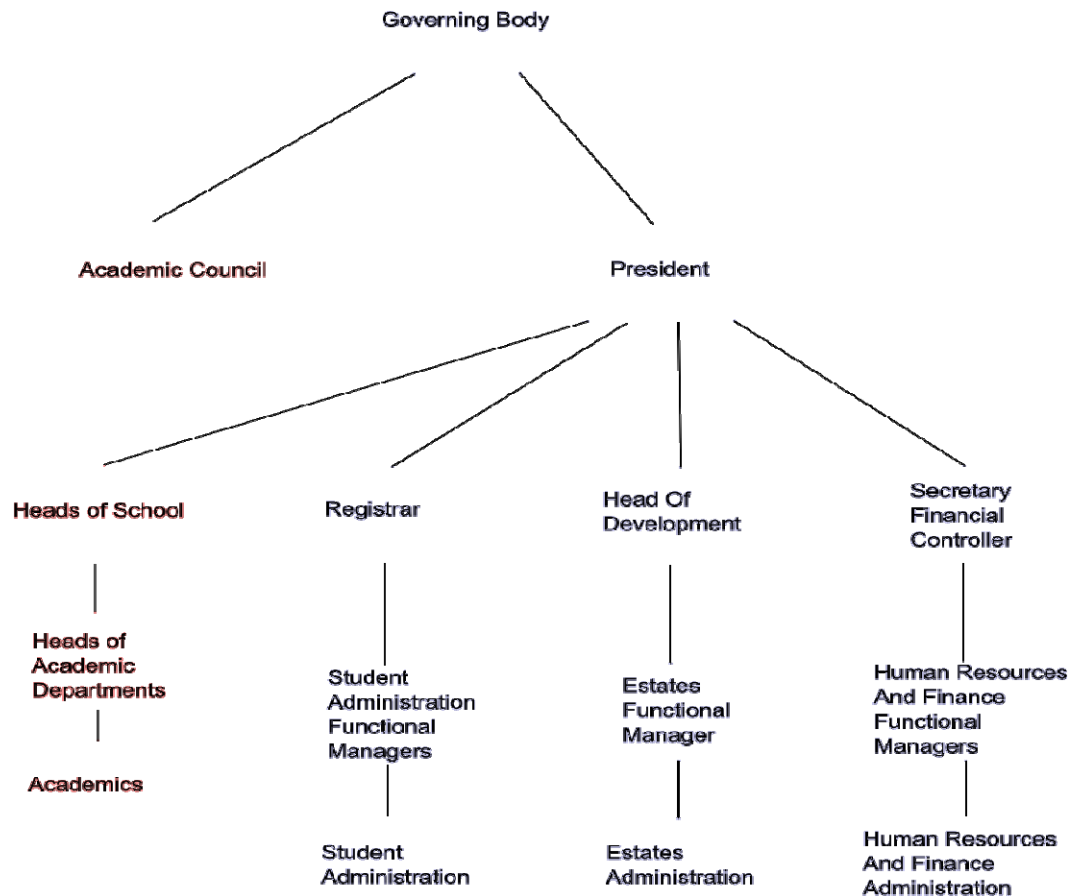 Governing Body
Academic Council
President
Heads of School
Registrar
Head Of
Development
Secretary
Financial
Controller
Heads of
Academic
Departments
Student
Administration
Functional
Managers
Estates
Functional
Manager
Human Resources
And Finance
Functional
Managers
Academics
Student
Administration
Estates
Administration
Human Resources
And Finance
Administration